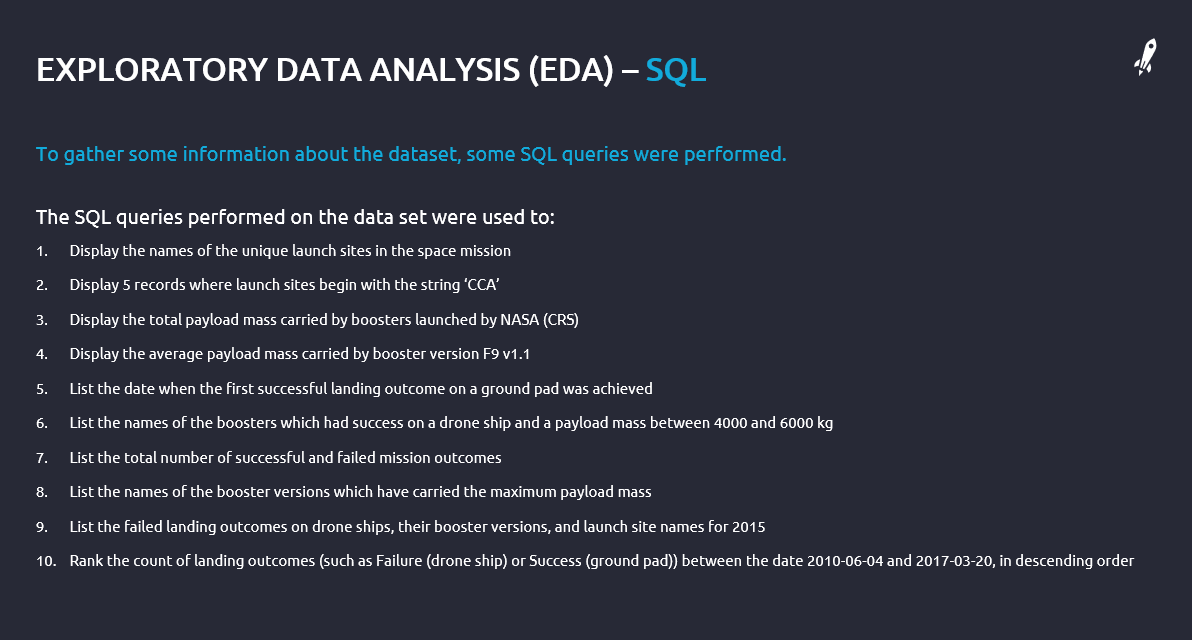 EXPLORATORY DATA ANALYSIS (EDA) – SQL
To gather some information about the dataset, some SQL queries were performed.
The SQL queries performed on the data set were used to:
1. Display the names of the unique launch sites in the space mission
2. Display 5 records where launch sites begin with the string ‘CCA’
3. Display the total payload mass carried by boosters launched by NASA (CRS)
4. Display the average payload mass carried by booster version F9 v1.1
5. List the date when the first successful landing outcome on a ground pad was achieved
6. List the names of the boosters which had success on a drone ship and a payload mass between 4000 and 6000 kg
7. List the total number of successful and failed mission outcomes
8. List the names of the booster versions which have carried the maximum payload mass
9. List the failed landing outcomes on drone ships, their booster versions, and launch site names for 2015
10. Rank the count of landing outcomes (such as Failure (drone ship) or Success (ground pad)) between the date 2010-06-04 and 2017-03-20, in descending order